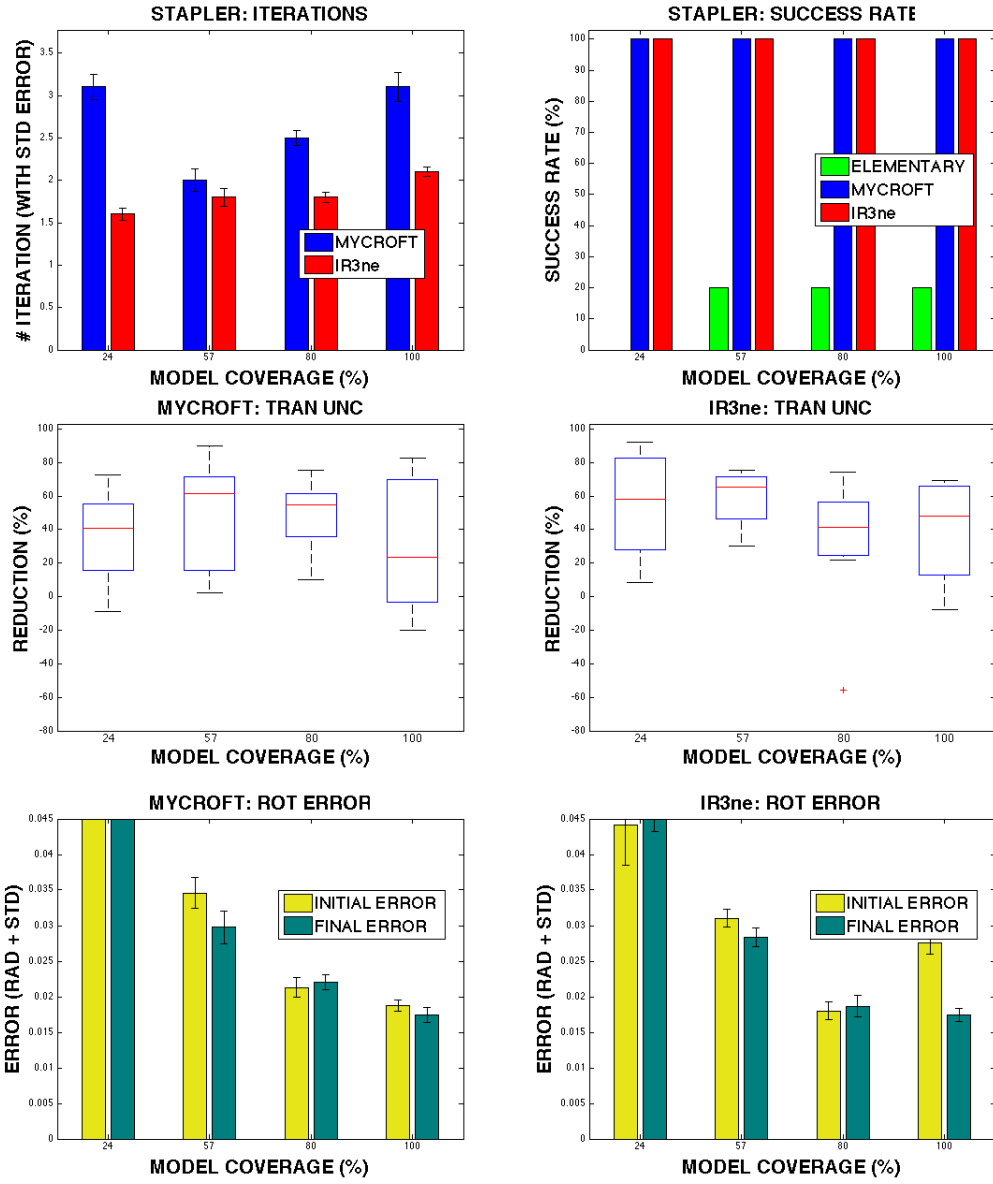 STAPLER: ITERATIONS
# ITERATION (WITH STD ERROR)
3.5
3
2.5
2
1.5
1
0.5
0
MYCROFT
IR3ne
24 57 80 100
MODEL COVERAGE (%)
STAPLER: SUCCESS RATE
SUCCESS RATE (%)
100
90
80
70
60
50
40
30
20
10
0
ELEMENTARY
MYCROFT
IR3ne
24 57 80 100
MODEL COVERAGE (%)
MYCROFT: TRAN UNC
REDUCTION (%)
100
80
60
40
20
0
-20
-40
-60
-80
24 57 80 100
MODEL COVERAGE (%)
IR3ne: TRAN UNC
REDUCTION (%)
100
80
60
40
20
0
-20
-40
-60
-80
24 57 80 100
MODEL COVERAGE (%)
MYCROFT: ROT ERROR
ERROR (RAD + STD)
0.045
0.04
0.035
0.03
0.025
0.02
0.015
0.01
0.005
0
INITIAL ERROR
FINAL ERROR
24 57 80 100
MODEL COVERAGE (%)
IR3ne: ROT ERROR
ERROR (RAD + STD)
0.045
0.04
0.035
0.03
0.025
0.02
0.015
0.01
0.005
0
INITIAL ERROR
FINAL ERROR
24 57 80 100
MODEL COVERAGE (%)